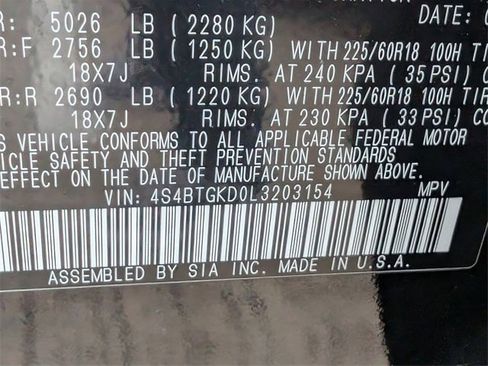 DATE:
R: 5026 LB ( 2280 KG)
R:F 2756 LB ( 1250 KG) WITH 225/60R18 100H TIR
18X7J RIMS. AT 240 KPA ( 35 PSI) C
R:R 2690 LB ( 1220 KG) WITH 225/60R18 100H TIR
18X7J RIMS. AT 230 KPA ( 33 PSI) C
S VEHICLE CONFORMS TO ALL APPLICABLE FEDERAL MOTOR
HICLE SAFETY AND THEFT PREVENTION STANDARDS
EFFECT ON THE DATE OF MANUFACTURE SHOWN ABOVE.
VIN: 4S4BTGKD0L3203154 MPV
ASSEMBLED BY SIA INC. MADE IN U.S.A.